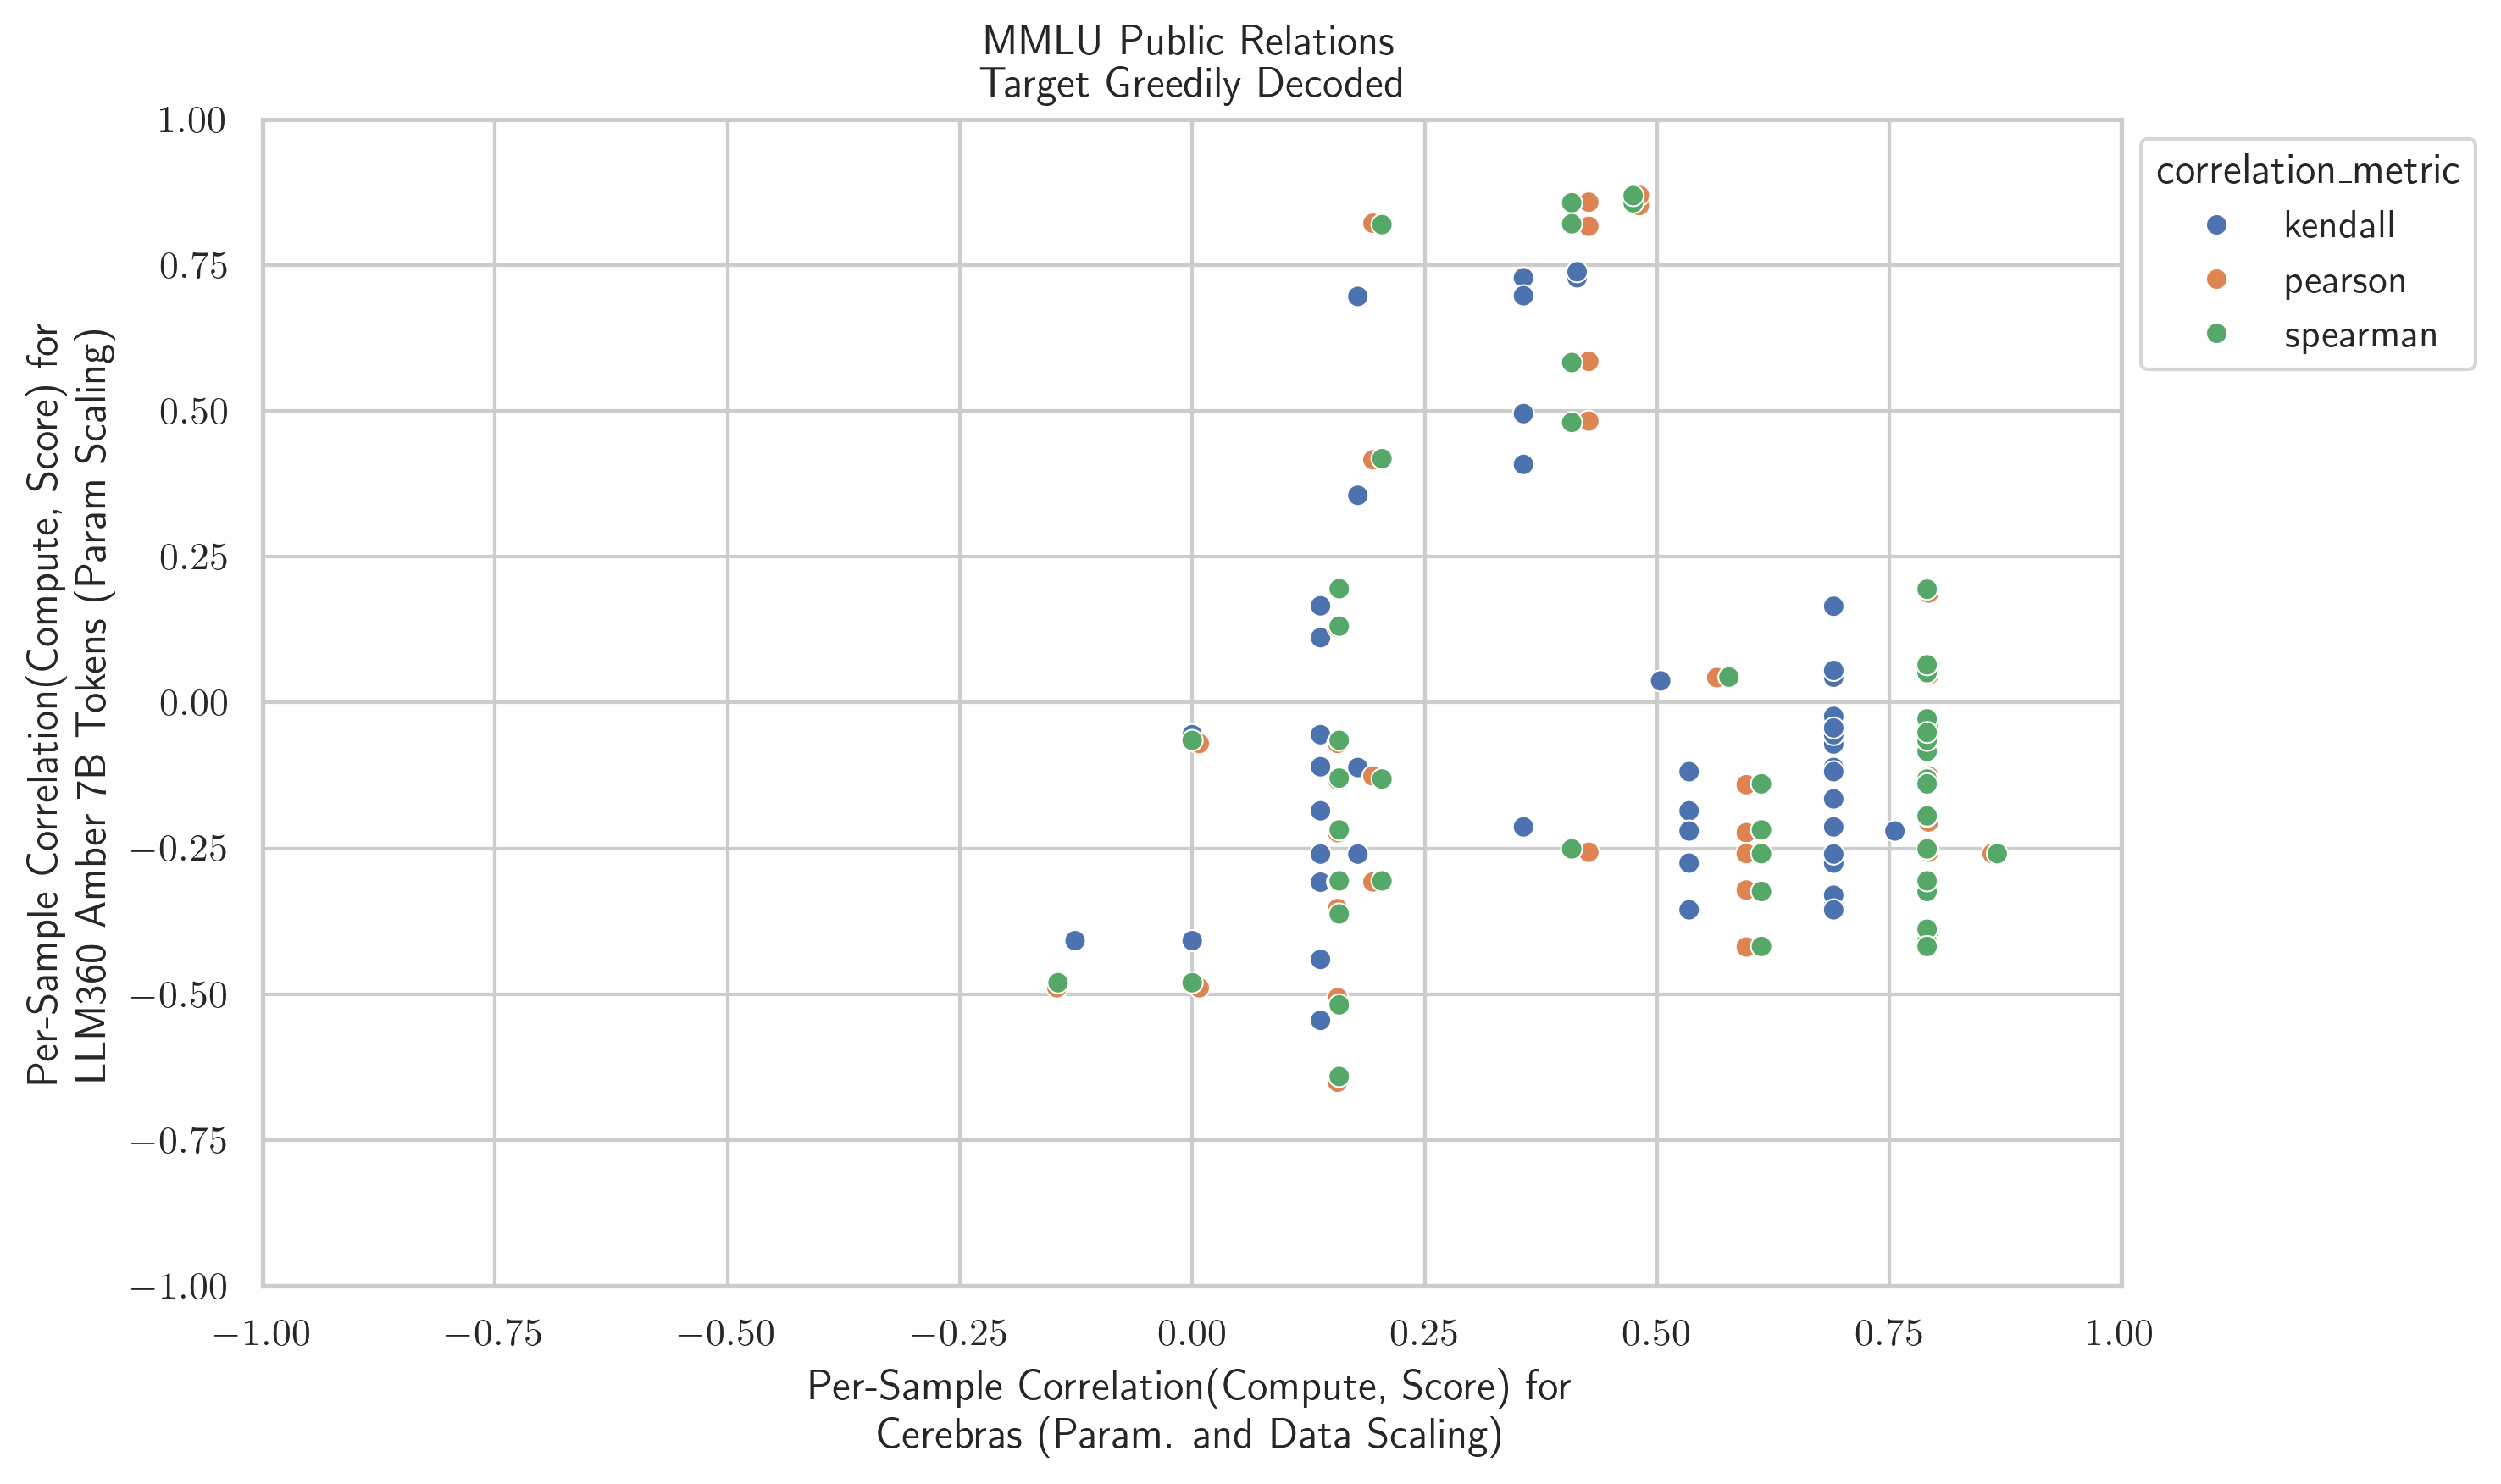 MMLU Public Relations
Target Greedily Decoded
1.00
0.75
0.50
0.25
0.00
−0.25
−0.50
−0.75
−1.00
Per-Sample Correlation(Compute, Score) for
LLM360 Amber 7B Tokens (Param Scaling)
correlation_metric
kendall
pearson
spearman
−1.00 −0.75 −0.50 −0.25 0.00 0.25 0.50 0.75 1.00
Per-Sample Correlation(Compute, Score) for
Cerebras (Param. and Data Scaling)